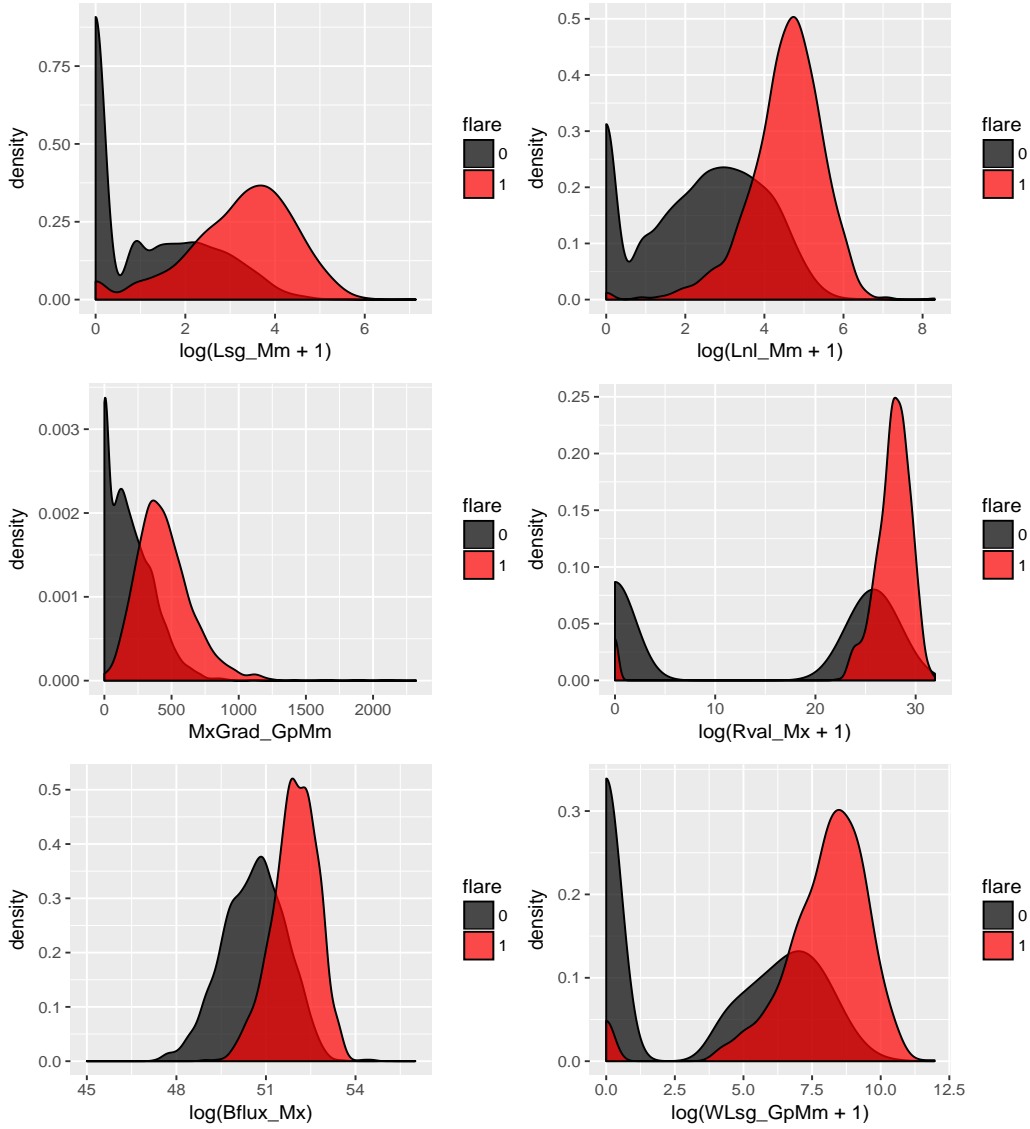 0.75
0.50
0.25
0.00
density
0 2 4 6
log(Lsg_Mm + 1)
flare
0
1
0.5
0.4
0.3
0.2
0.1
0.0
density
0 2 4 6 8
log(Lnl_Mm + 1)
flare
0
1
0.003
0.002
0.001
0.000
density
0 500 1000 1500 2000
MxGrad_GpMm
flare
0
1
0.25
0.20
0.15
0.10
0.05
0.00
density
0 10 20 30
log(Rval_Mx + 1)
flare
0
1
0.5
0.4
0.3
0.2
0.1
0.0
density
45 48 51 54
log(Bflux_Mx)
flare
0
1
0.3
0.2
0.1
0.0
density
0.0 2.5 5.0 7.5 10.0 12.5
log(WLsg_GpMm + 1)
flare
0
1